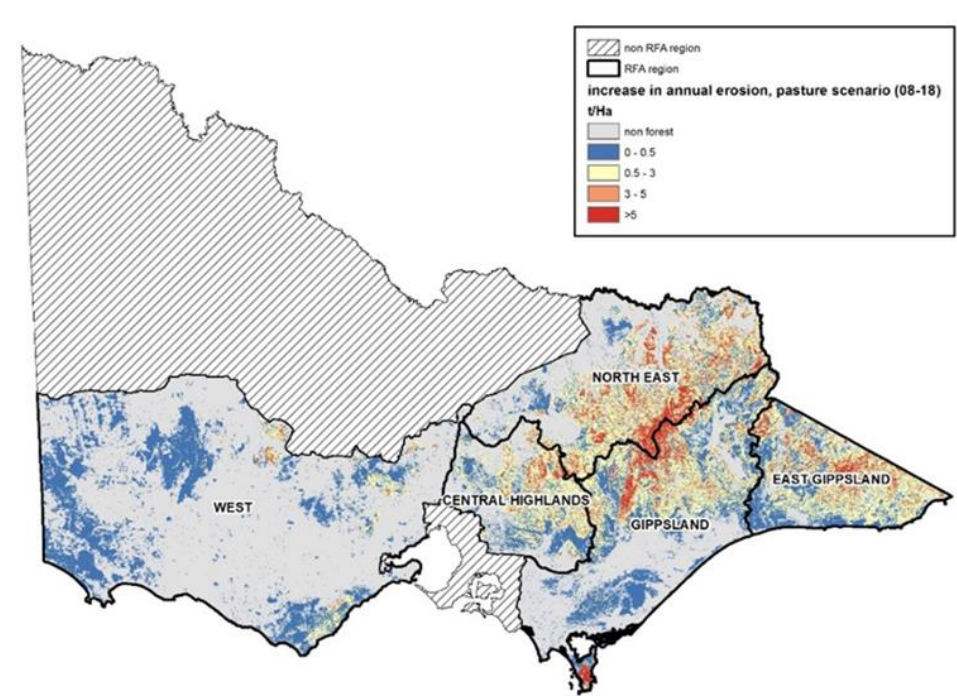 non RFA region
RFA region
increase in annual erosion, pasture scenario (08-18)
t/Ha
non forest
0 - 0.5
0.5 - 3
3 - 5
>5
NORTH EAST
WEST
CENTRAL HIGHLANDS
EAST GIPPSLAND
GIPPSLAND